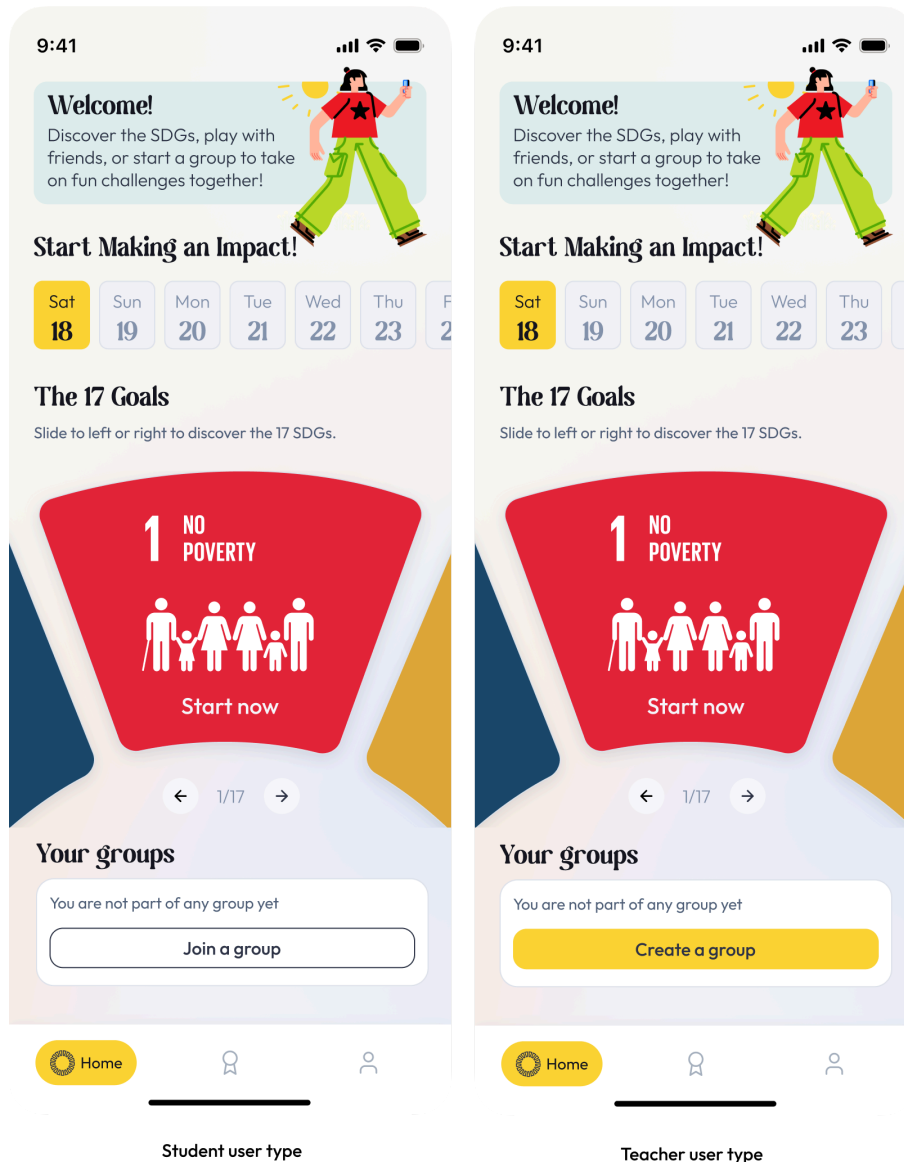 9:41
Welcome!
Discover the SDGs, play with
friends, or start a group to take
on fun challenges together!
Start Making an Impact!
Sat Sun Mon Tue Wed Thu F
18 19 20 21 22 23 2
The 17 Goals
Slide to left or right to discover the 17 SDGs.
1 NO
POVERTY
Start now
1/17
Your groups
You are not part of any group yet
Join a group
Home
Student user type
9:41
Welcome!
Discover the SDGs, play with
friends, or start a group to take
on fun challenges together!
Start Making an Impact!
Sat Sun Mon Tue Wed Thu
18 19 20 21 22 23
The 17 Goals
Slide to left or right to discover the 17 SDGs.
1 NO
POVERTY
Start now
1/17
Your groups
You are not part of any group yet
Create a group
Home
Teacher user type